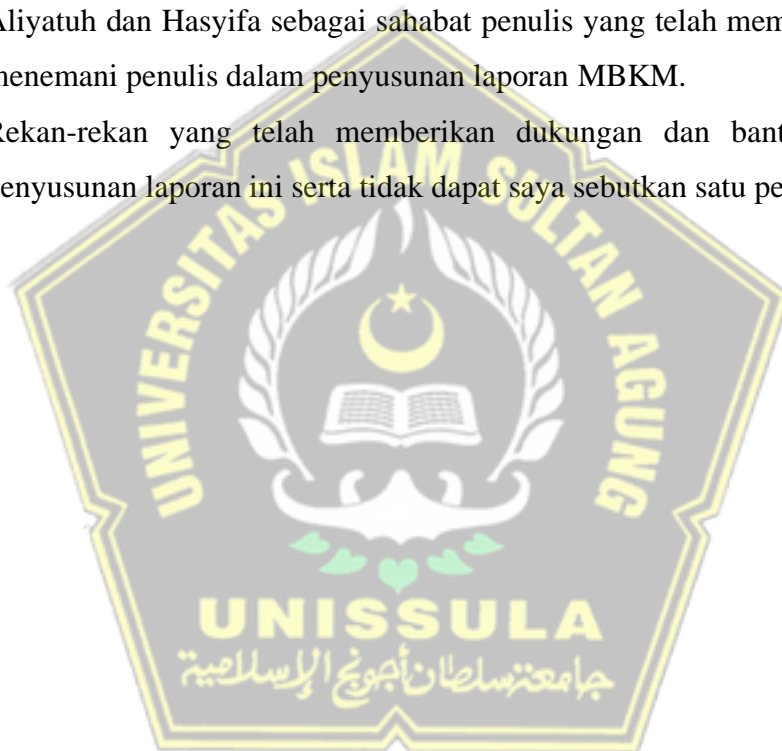 Aliyatuh dan Hasyifa sebagai sahabat penulis yang telah mem
menemani penulis dalam penyusunan laporan MBKM.
Rekan-rekan yang telah memberikan dukungan dan bant
penyusunan laporan ini serta tidak dapat saya sebutkan satu pe
UNIVERSITAS ISLAM SULTAN AGUNG
UNISSULA
جامعتنسلطان أجونج الإسلامية